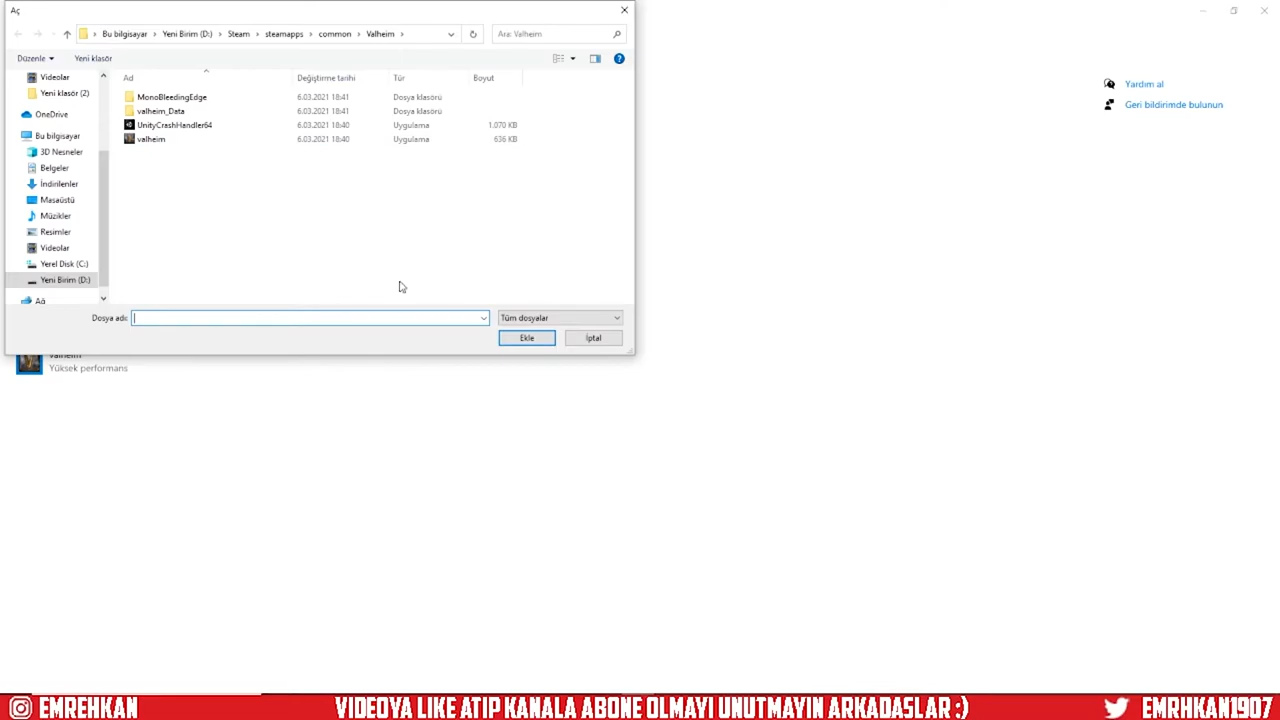 Aç
Bu bilgisayar
Yeni Birim (D:)
Steam
steamapps
common
Valheim
Ara: Valheim
Düzenle
Yeni klasör
Videolar
Yeni klasör (2)
OneDrive
Bu bilgisayar
3D Nesneler
Belgeler
İndirilenler
Masaüstü
Müzikler
Resimler
Videolar
Yerel Disk (C:)
Yeni Birim (D:)
Ağ
Ad Değiştirme tarihi Tür Boyut
MonoBleedingEdge 6.03.2021 18:41 Dosya klasörü
valheim_Data 6.03.2021 18:41 Dosya klasörü
UnityCrashHandler64 6.03.2021 18:40 Uygulama 1.070 KB
valheim 6.03.2021 18:40 Uygulama 636 KB
Dosya adı:
Tüm dosyalar
Ekle
İptal
valheim
Yüksek performans
Yardım al
Geri bildirimde bulunun
EMREHKAN
VIDEOYA LIKE ATIP KANALA ABONE OLMAYI UNUTMAYIN ARKADASLAR ;)
EMRHKAN1907